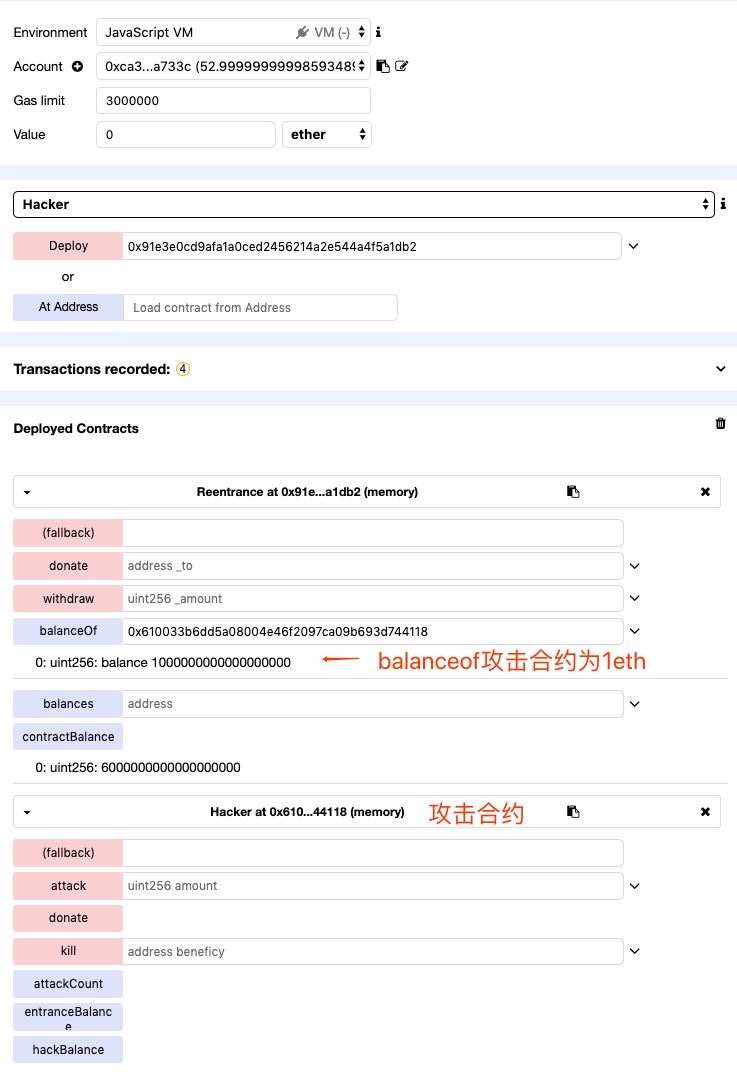 Environment JavaScript VM VM (-)
Account 0xca3...a733c (52.9999999999859348
Gas limit 3000000
Value 0 ether
Hacker
Deploy 0x91e3e0cd9afa1a0ced2456214a2e544a4f5a1db2
or
At Address Load contract from Address
Transactions recorded: 4
Deployed Contracts
Reentrance at 0x91e...a1db2 (memory)
(fallback)
donate address _to
withdraw uint256 _amount
balanceOf 0x610033b6dd5a08004e46f2097ca09b693d744118
0: uint256: balance 1000000000000000000 balanceof攻击合约为1eth
balances address
contractBalance
0: uint256: 6000000000000000000
Hacker at 0x610...44118 (memory) 攻击合约
(fallback)
attack uint256 amount
donate
kill address beneficy
attackCount
entranceBalanc
e
hackBalance